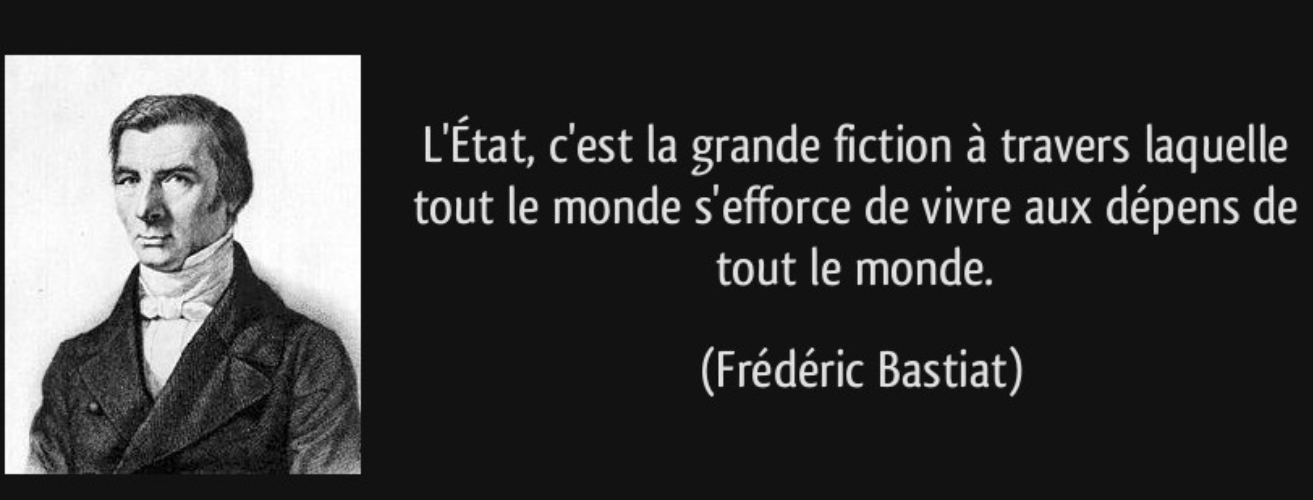 L'État, c'est la grande fiction à travers laquelle
tout le monde s'efforce de vivre aux dépens de
tout le monde.
(Frédéric Bastiat)